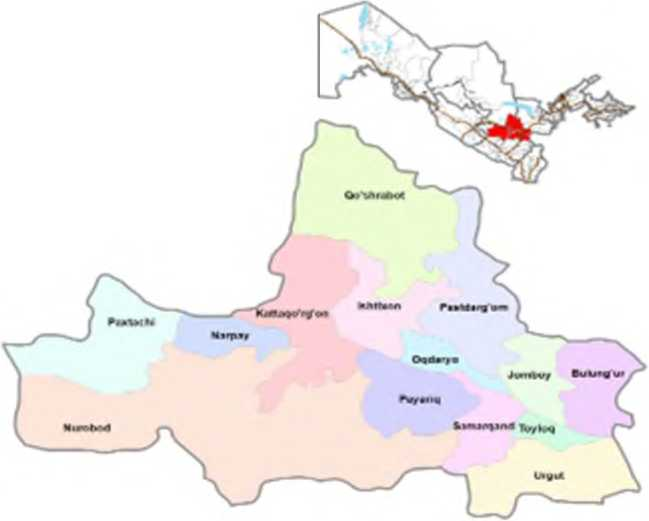 Qo'shrabot
Ishtixon
Pastdarg'om
Kattaqo'rg'on
Paxtachi
Narpay
Oqdaryo
Jomboy
Bulung'ur
Payariq
Nurobod
Samarqand
Toyloq
Urgut